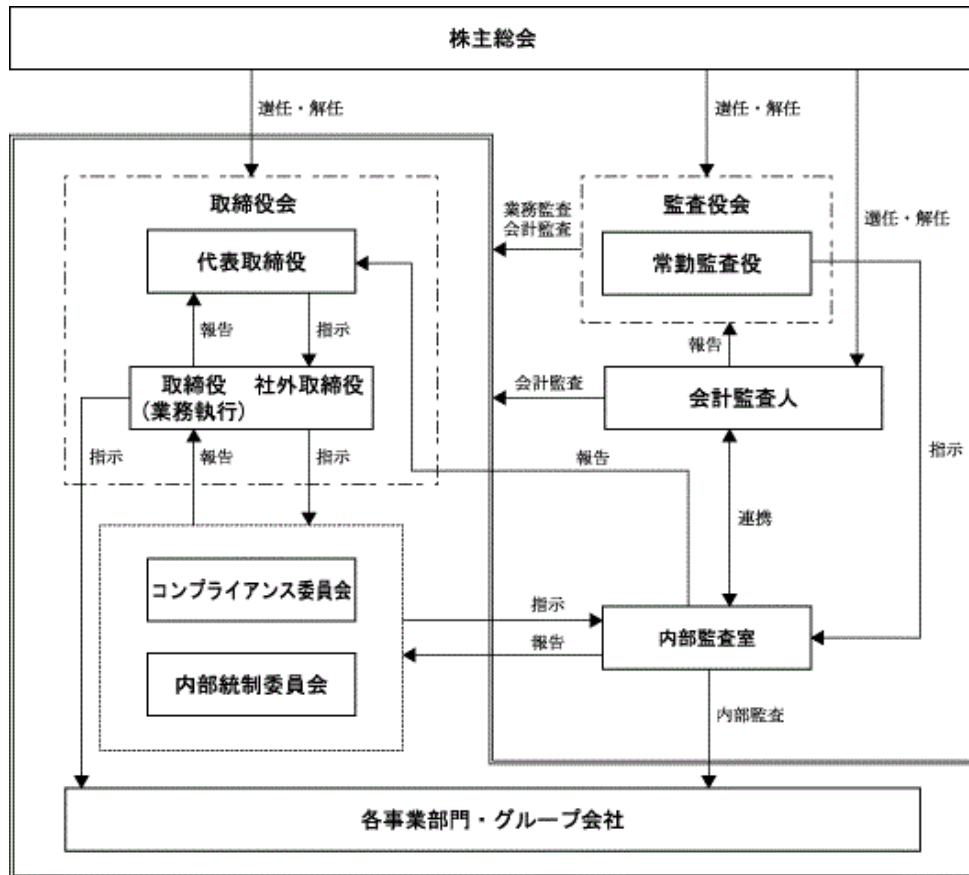 株主総会
選任・解任
選任・解任
選任・解任
取締役会
代表取締役
業務監査
会計監査
監査役会
常勤監査役
報告
指示
報告
取締役
(業務執行)
社外取締役
会計監査
会計監査人
指示
報告
指示
報告
連携
指示
コンプライアンス委員会
内部統制委員会
指示
報告
内部監査室
内部監査
各事業部門・グループ会社